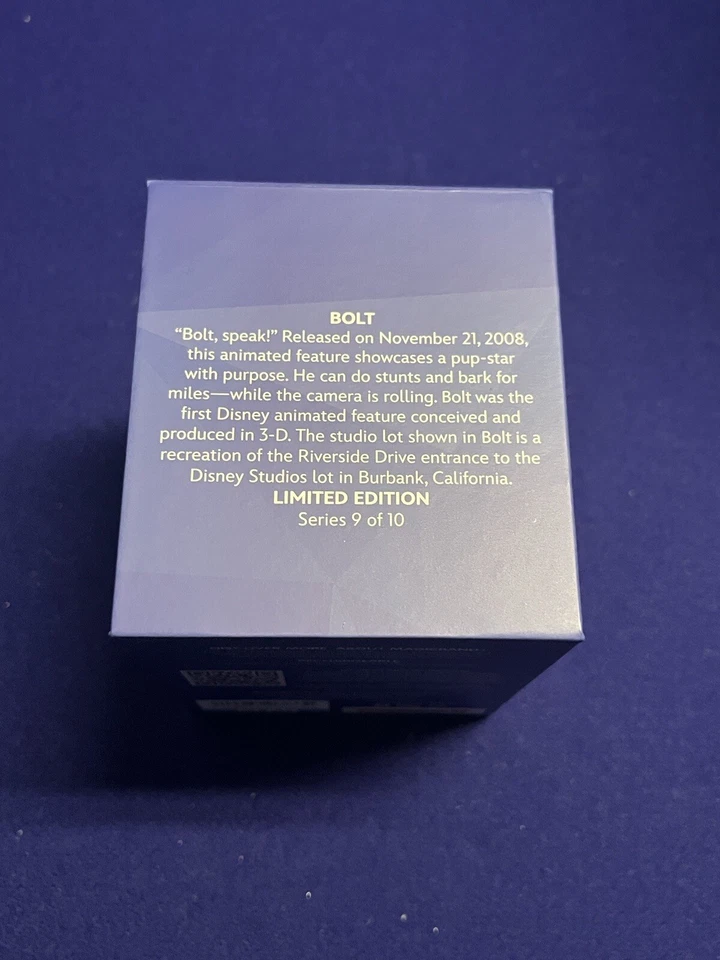 BOLT
“Bolt, speak!” Released on November 21, 2008,
this animated feature showcases a pup-star
with purpose. He can do stunts and bark for
miles—while the camera is rolling. Bolt was the
first Disney animated feature conceived and
produced in 3-D. The studio lot shown in Bolt is a
recreation of the Riverside Drive entrance to the
Disney Studios lot in Burbank, California.
LIMITED EDITION
Series 9 of 10